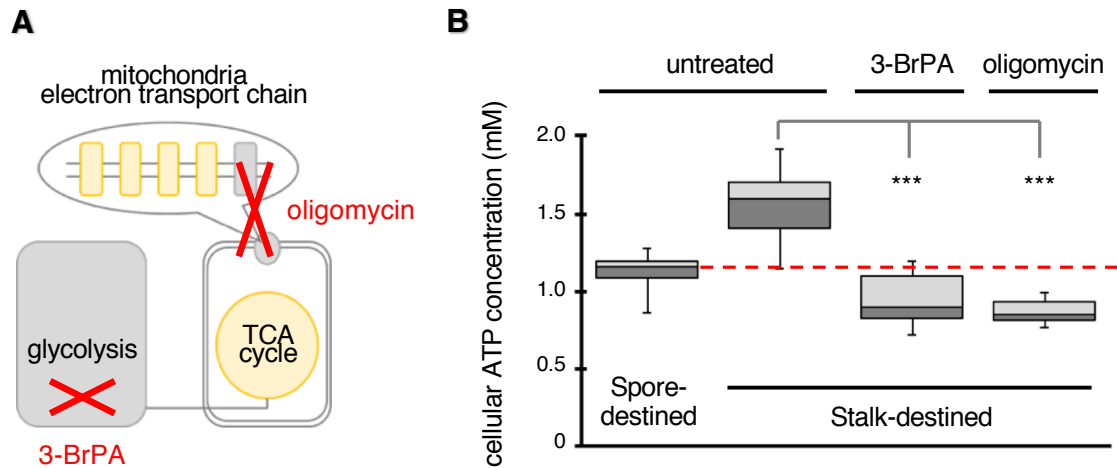 A
mitochondria
electron transport chain
oligomycin
glycolysis
TCA
cycle
3-BrPA
B
untreated
3-BrPA
oligomycin
cellular ATP concentration (mM)
2.0
1.5
1.0
0.5
0
***
***
Spore-
destined
Stalk-destined